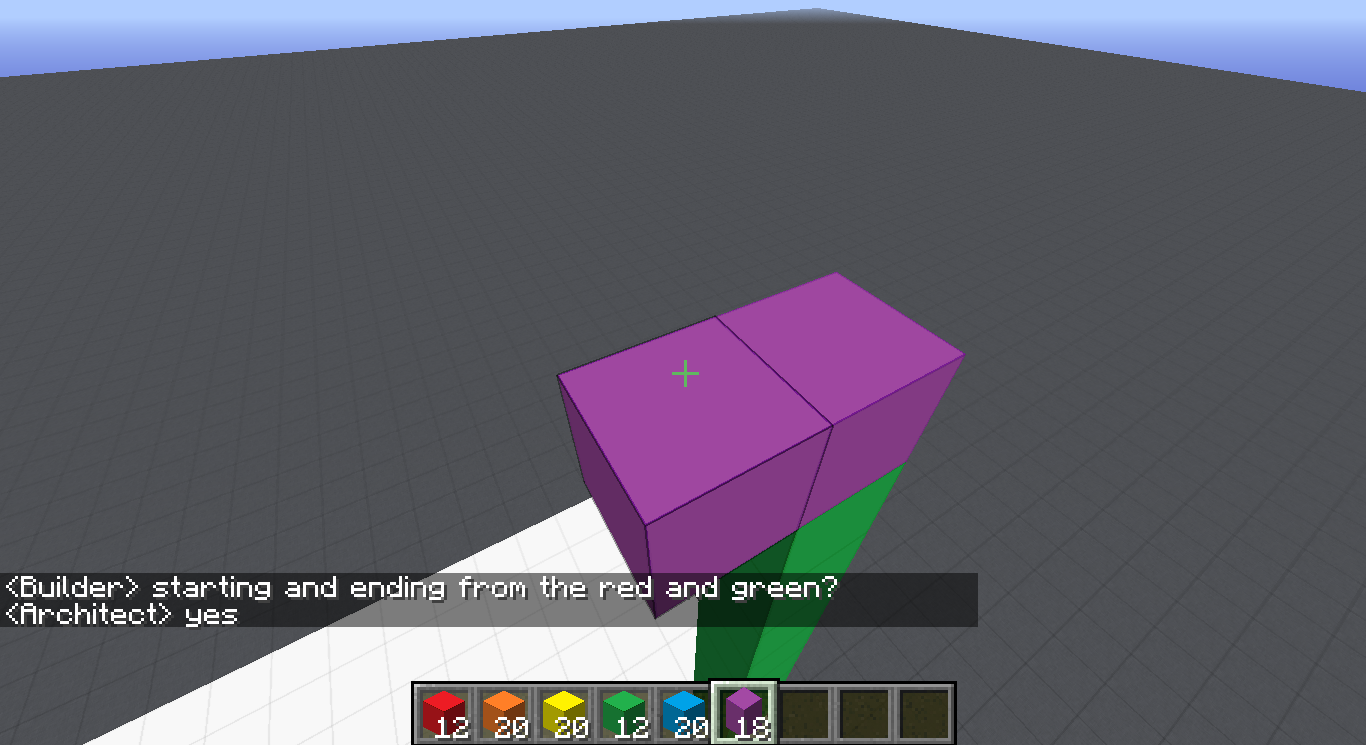 <Builder> starting and ending from the red and green?
<Architect> yes
12 20 20 12 20 18